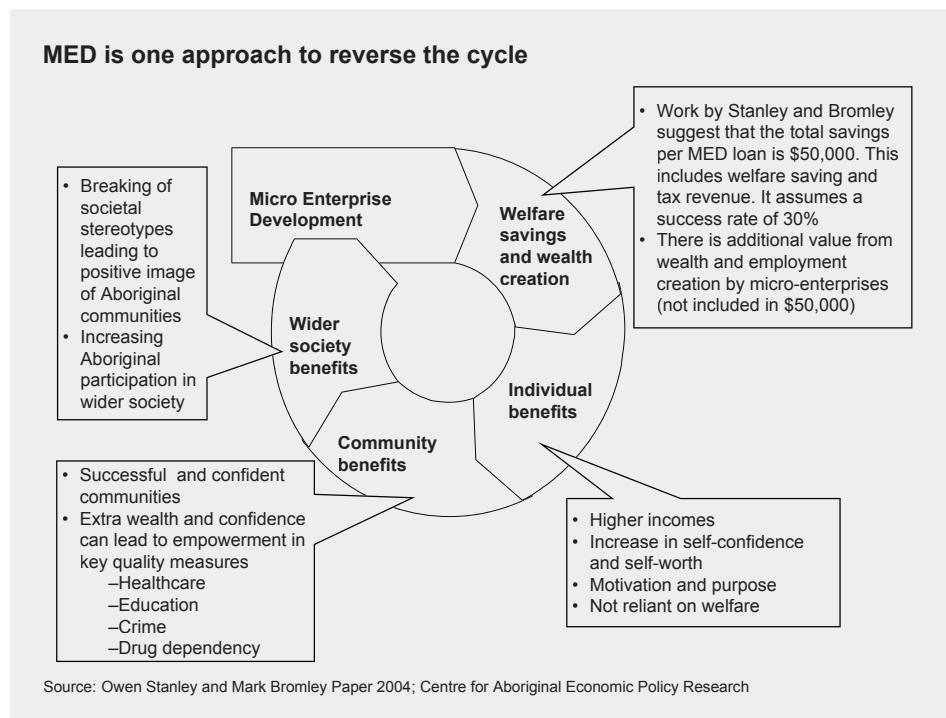 MED is one approach to reverse the cycle
Micro Enterprise
Development
Welfare
savings
and wealth
creation
• Work by Stanley and Bromley
suggest that the total savings
per MED loan is $50,000. This
includes welfare saving and
tax revenue. It assumes a
success rate of 30%
• There is additional value from
wealth and employment
creation by micro-enterprises
(not included in $50,000)
Individual
benefits
• Higher incomes
• Increase in self-confidence
and self-worth
• Motivation and purpose
• Not reliant on welfare
Community
benefits
• Successful and confident
communities
• Extra wealth and confidence
can lead to empowerment in
key quality measures
–Healthcare
–Education
–Crime
–Drug dependency
Wider
society
benefits
• Breaking of
societal
stereotypes
leading to
positive image
of Aboriginal
communities
• Increasing
Aboriginal
participation in
wider society
Source: Owen Stanley and Mark Bromley Paper 2004; Centre for Aboriginal Economic Policy Research